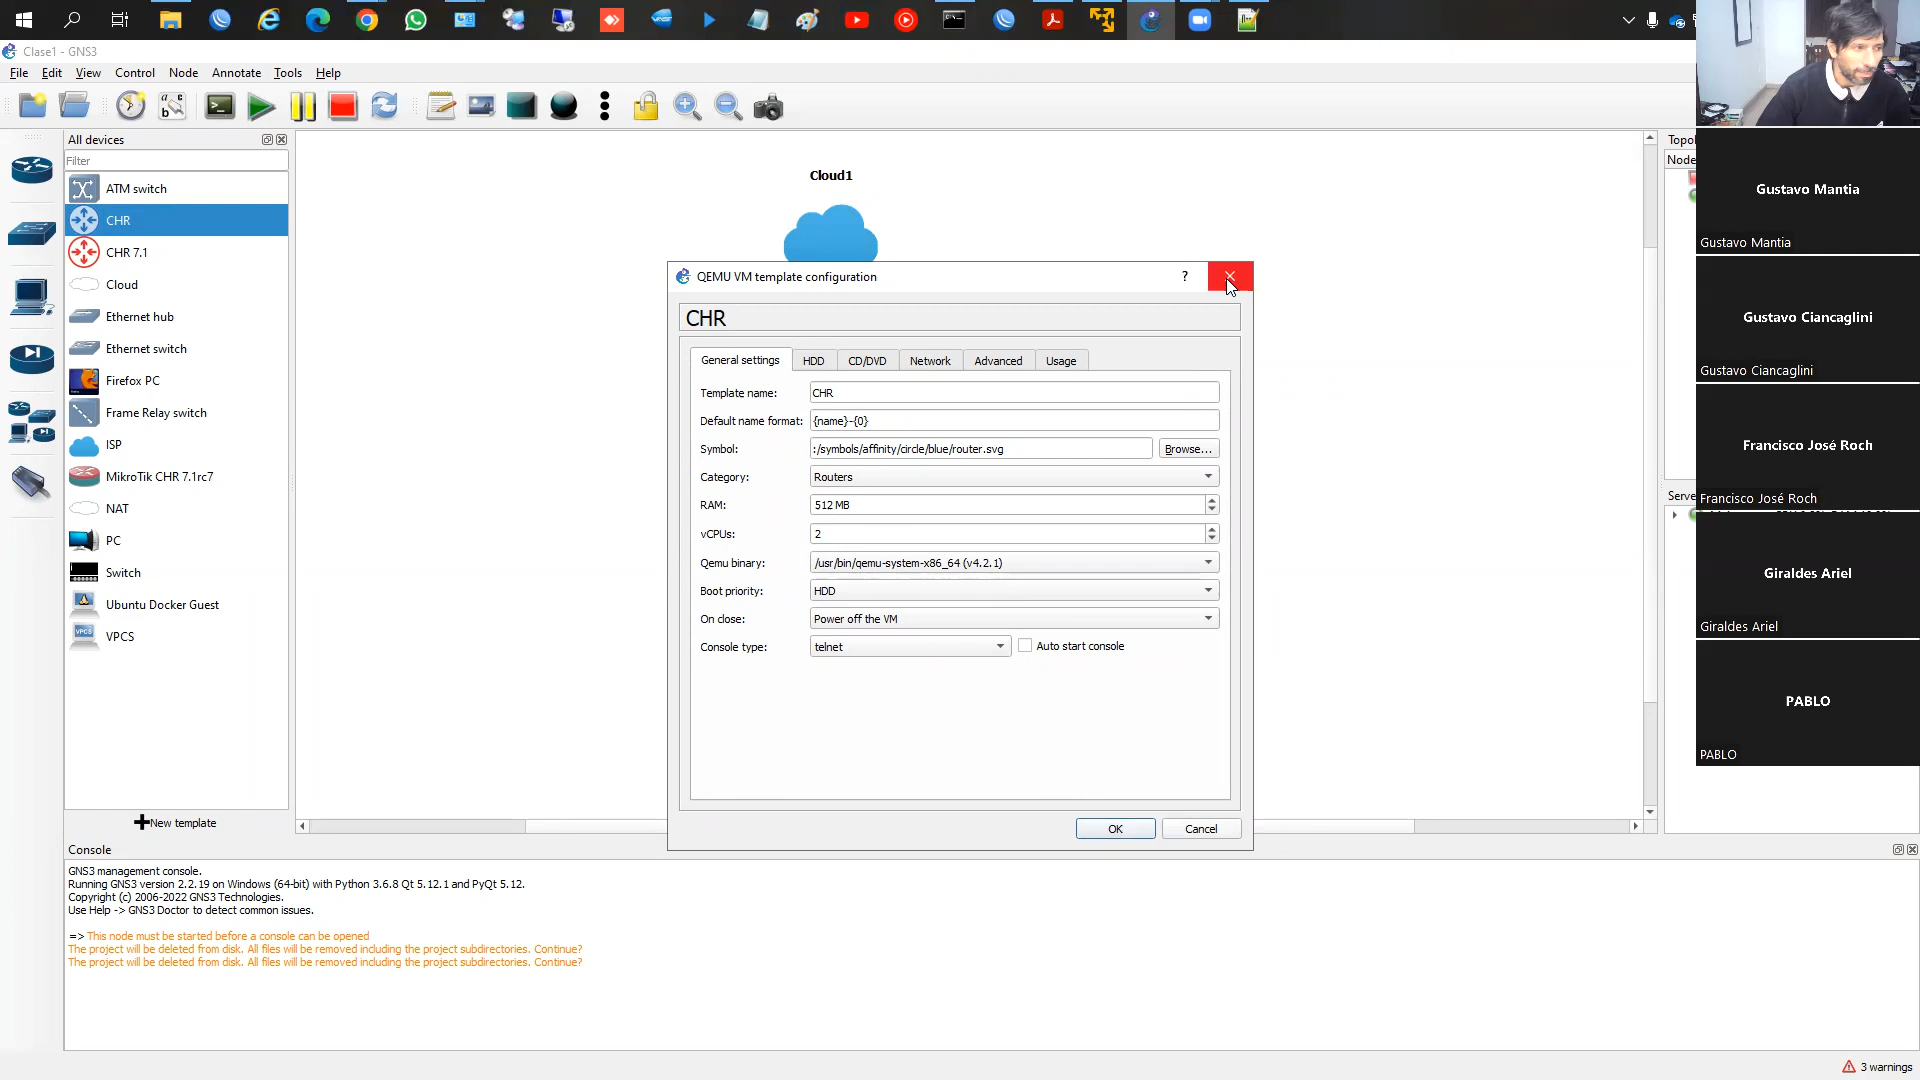 Clase1 - GNS3
File Edit View Control Node Annotate Tools Help
All devices
Filter
ATM switch
CHR
CHR 7.1
Cloud
Ethernet hub
Ethernet switch
Firefox PC
Frame Relay switch
ISP
MikroTik CHR 7.1rc7
NAT
PC
Switch
Ubuntu Docker Guest
VPCS
New template
Cloud1
QEMU VM template configuration
CHR
General settings HDD CD/DVD Network Advanced Usage
Template name: CHR
Default name format: {name}-{0}
Symbol: :/symbols/affinity/circle/blue/router.svg Browse...
Category: Routers
RAM: 512 MB
vCPUs: 2
Qemu binary: /usr/bin/qemu-system-x86_64 (v4.2.1)
Boot priority: HDD
On close: Power off the VM
Console type: telnet Auto start console
OK Cancel
Topol
Node
Serve
Gustavo Mantia
Gustavo Mantia
Gustavo Ciancaglini
Gustavo Ciancaglini
Francisco José Roch
Francisco José Roch
Giraldes Ariel
Giraldes Ariel
PABLO
PABLO
Console
GNS3 management console.
Running GNS3 version 2.2.19 on Windows (64-bit) with Python 3.6.8 Qt 5.12.1 and PyQt 5.12.
Copyright (c) 2006-2022 GNS3 Technologies.
Use Help -> GNS3 Doctor to detect common issues.
=> This node must be started before a console can be opened
The project will be deleted from disk. All files will be removed including the project subdirectories. Continue?
The project will be deleted from disk. All files will be removed including the project subdirectories. Continue?
3 warnings